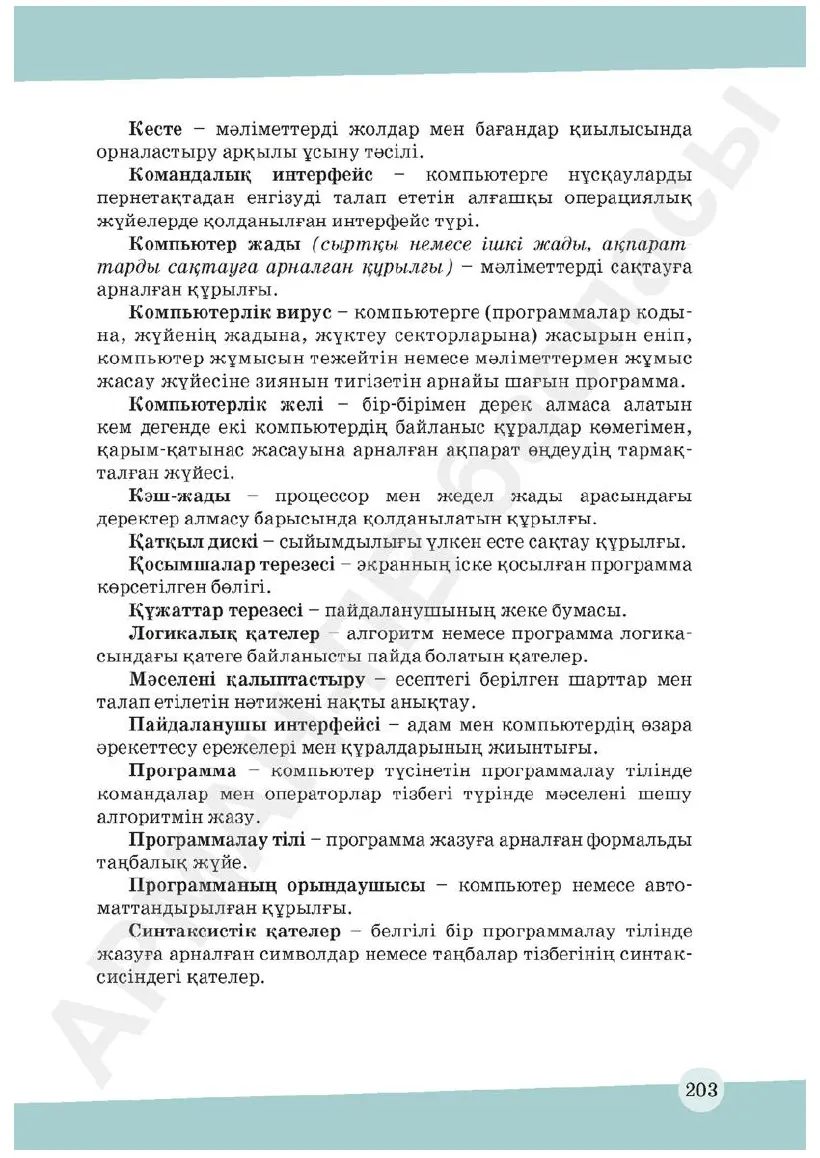 Кесте – мәліметтерді жолдар мен бағандар қиылысында
орналастыру арқылы ұсыну тәсілі.
Командалық интерфейс – компьютерге нұсқауларды
пернетақтадан енгізуді талап ететін алғашқы операциялық
жүйелерде қолданылған интерфейс түрі.
Компьютер жады (сыртқы немесе ішкі жады, ақпарат
тарды сақтауға арналған құрылғы) – мәліметтерді сақтауға
арналған құрылғы.
Компьютерлік вирус – компьютерге (программалар коды-
на, жүйенің жадына, жүктеу секторларына) жасырын еніп,
компьютер жұмысын тежейтін немесе мәліметтермен жұмыс
жасау жүйесіне зиянын тигізетін арнайы шағын программа.
Компьютерлік желі – бір-бірімен дерек алмаса алатын
кем дегенде екі компьютердің байланыс құралдар көмегімен,
қарым-қатынас жасауына арналған ақпарат өңдеудің тармақ-
талған жүйесі.
Кэш-жады – процессор мен жедел жады арасындағы
деректер алмасу барысында қолданылатын құрылғы.
Қатқыл дискі – сыйымдылығы үлкен есте сақтау құрылғы.
Қосымшалар терезесі – экранның іске қосылған программа
көрсетілген бөлігі.
Құжаттар терезесі – пайдаланушының жеке бумасы.
Логикалық қателер – алгоритм немесе программа логика-
сындағы қатеге байланысты пайда болатын қателер.
Мәселені қалыптастыру – есептегі берілген шарттар мен
талап етілетін нәтижені нақты анықтау.
Пайдаланушы интерфейсі – адам мен компьютердің өзара
әрекеттесу ережелері мен құралдарының жиынтығы.
Программа – компьютер түсінетін программалау тілінде
командалар мен операторлар тізбегі түрінде мәселені шешу
алгоритмін жазу.
Программалау тілі – программа жазуға арналған формальды
таңбалық жүйе.
Программаның орындаушысы – компьютер немесе авто-
маттандырылған құрылғы.
Синтаксистік қателер – белгілі бір программалау тілінде
жазуға арналған символдар немесе таңбалар тізбегінің синтак-
сисіндегі қателер.
203
АРМАН-ПВ баспасы